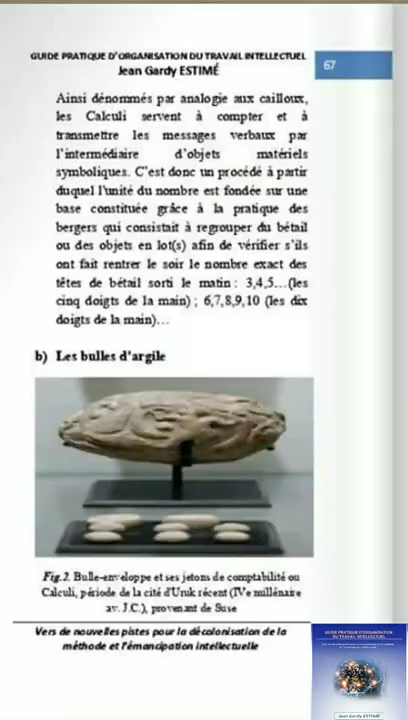 GUIDE PRATIQUE D'ORGANISATION DU TRAVAIL INTELLECTUEL
Jean Gardy ESTIMÉ
67
Ainsi dénommés par analogie aux cailloux,
les Calculi servent à compter et à
transmettre les messages verbaux par
l'intermédiaire d'objets matériels
symboliques. C'est donc un procédé à partir
duquel l'unité du nombre est fondée sur une
base constituée grâce à la pratique des
bergers qui consistait à regrouper du bétail
ou des objets en lot(s) afin de vérifier s'ils
ont fait rentrer le soir le nombre exact des
têtes de bétail sorti le matin : 3,4,5...(les
cinq doigts de la main) ; 6,7,8,9,10 (les dix
doigts de la main)...
b) Les bulles d'argile
Fig.2. Bulle-enveloppe et ses jetons de comptabilité ou
Calculi, période de la cité d'Uruk récent (IVe millénaire
av. J.C.), provenant de Suse
Vers de nouvelles pistes pour la décolonisation de la
méthode et l'émancipation intellectuelle
GUIDE PRATIQUE D'ORGANISATION
DU TRAVAIL INTELLECTUEL
Jean Gardy ESTIMÉ